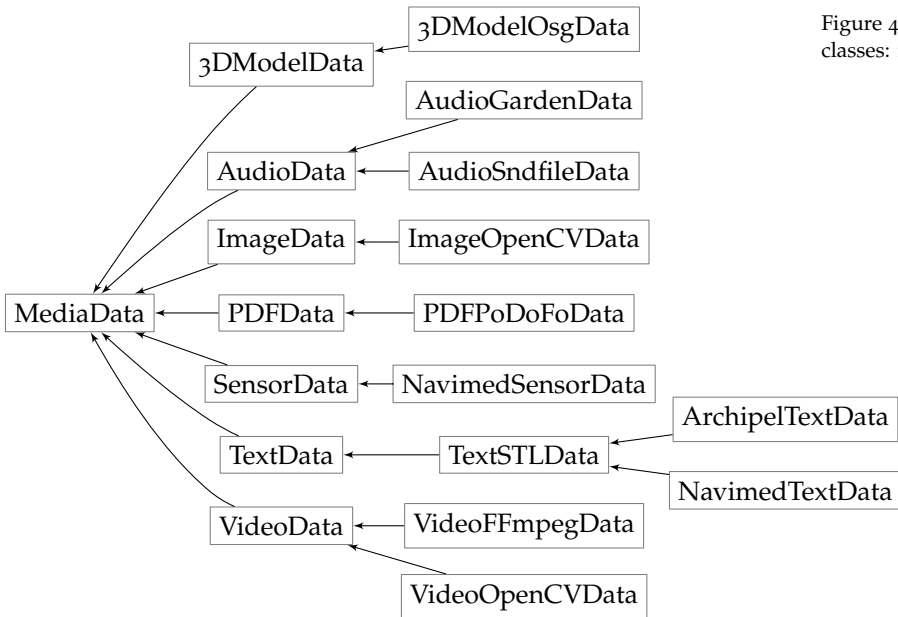 3DModelOsgData
Figure 4
classes:
3DModelData
AudioGardenData
AudioData
AudioSndfileData
ImageData
ImageOpenCVData
MediaData
PDFData
PDFPoDoFoData
SensorData
NavimedSensorData
ArchipelTextData
TextData
TextSTLData
NavimedTextData
VideoData
VideoFFmpegData
VideoOpenCVData